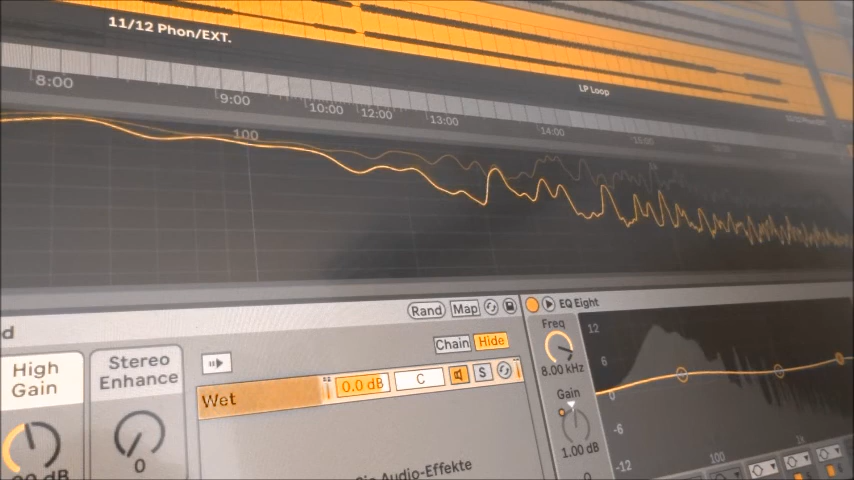 11/12 Phon/EXT.
LP Loop
8:00
9:00
10:00
12:00
13:00
14:00
100
Rand
Map
EQ Eight
d
High
Gain
Stereo
Enhance
0
Chain
Hide
Wet
0.0 dB
C
S
Audio-Effekte
Freq
8.00 kHz
Gain
1.00 dB
12
6
0
-6
-12
100
1k